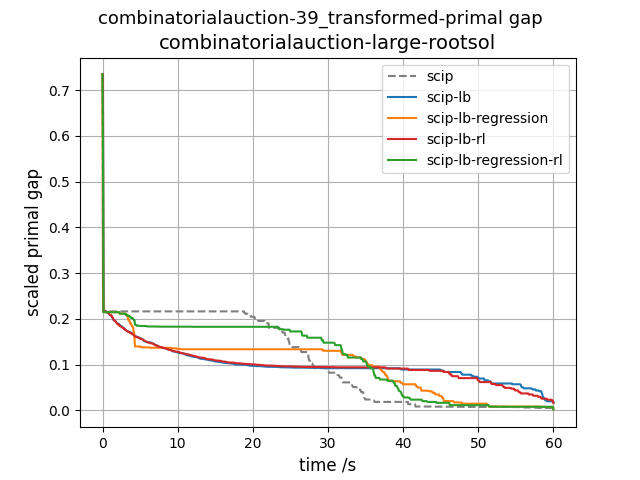 combinatorialauction-39_transformed-primal gap
combinatorialauction-large-rootsol
scip
scip-lb
scip-lb-regression
scip-lb-rl
scip-lb-regression-rl
scaled primal gap
0.7
0.6
0.5
0.4
0.3
0.2
0.1
0.0
0 10 20 30 40 50 60
time /s